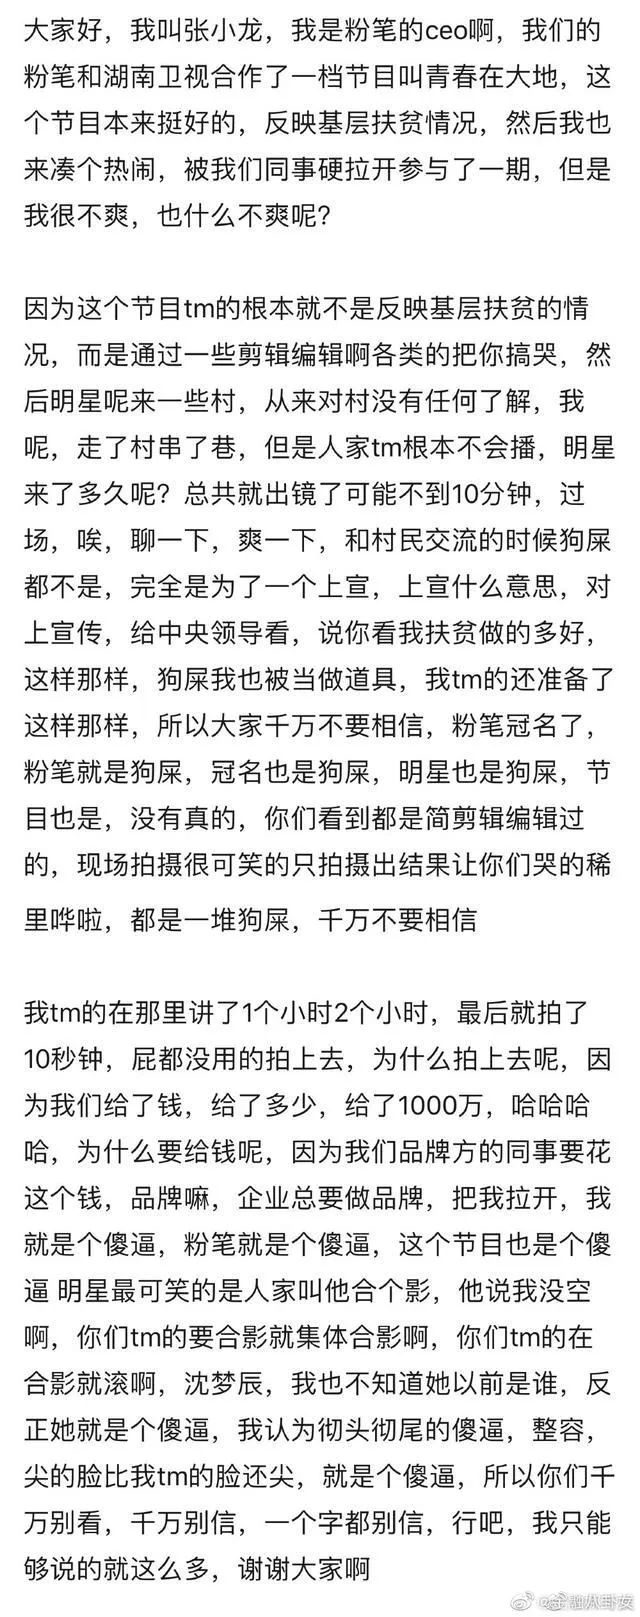 大家好，我叫张小龙，我是粉笔的ceo啊，我们的
粉笔和湖南卫视合作了一档节目叫青春在大地，这
个节目本来挺好的，反映基层扶贫情况，然后我也
来凑个热闹，被我们同事硬拉开参与了一期，但是
我很不爽，也什么不爽呢？
因为这个节目tm的根本就不是反映基层扶贫的情
况，而是通过一些剪辑编辑啊各类的把你搞哭，然
后明星呢来一些村，从来对村没有任何了解，我
呢，走了村串了巷，但是人家tm根本不会播，明星
来了多久呢？总共就出镜了可能不到10分钟，过
场，唉，聊一下，爽一下，和村民交流的时候狗屎
都不是，完全是为了一个上宣，上宣什么意思，对
上宣传，给中央领导看，说你看我扶贫做的多好，
这样那样，狗屎我也被当做道具，我tm的还准备了
这样那样，所以大家千万不要相信，粉笔冠名了，
粉笔就是狗屎，冠名也是狗屎，明星也是狗屎，节
目也是，没有真的，你们看到都是简剪辑编辑过
的，现场拍摄很可笑的只拍摄出结果让你们哭的稀
里哗啦，都是一堆狗屎，千万不要相信
我tm的在那里讲了1个小时2个小时，最后就拍了
10秒钟，屁都没用的拍上去，为什么拍上去呢，因
为我们给了钱，给了多少，给了1000万，哈哈哈
哈，为什么要给钱呢，因为我们品牌方的同事要花
这个钱，品牌嘛，企业总要做品牌，把我拉开，我
就是个傻逼，粉笔就是个傻逼，这个节目也是个傻
逼 明星最可笑的是人家叫他合个影，他说我没空
啊，你们tm的要合影就集体合影啊，你们tm的在
合影就滚啊，沈梦辰，我也不知道她以前是谁，反
正她就是个傻逼，我认为彻头彻尾的傻逼，整容，
尖的脸比我tm的脸还尖，就是个傻逼，所以你们千
万别看，千万别信，一个字都别信，行吧，我只能
够说的就这么多，谢谢大家啊